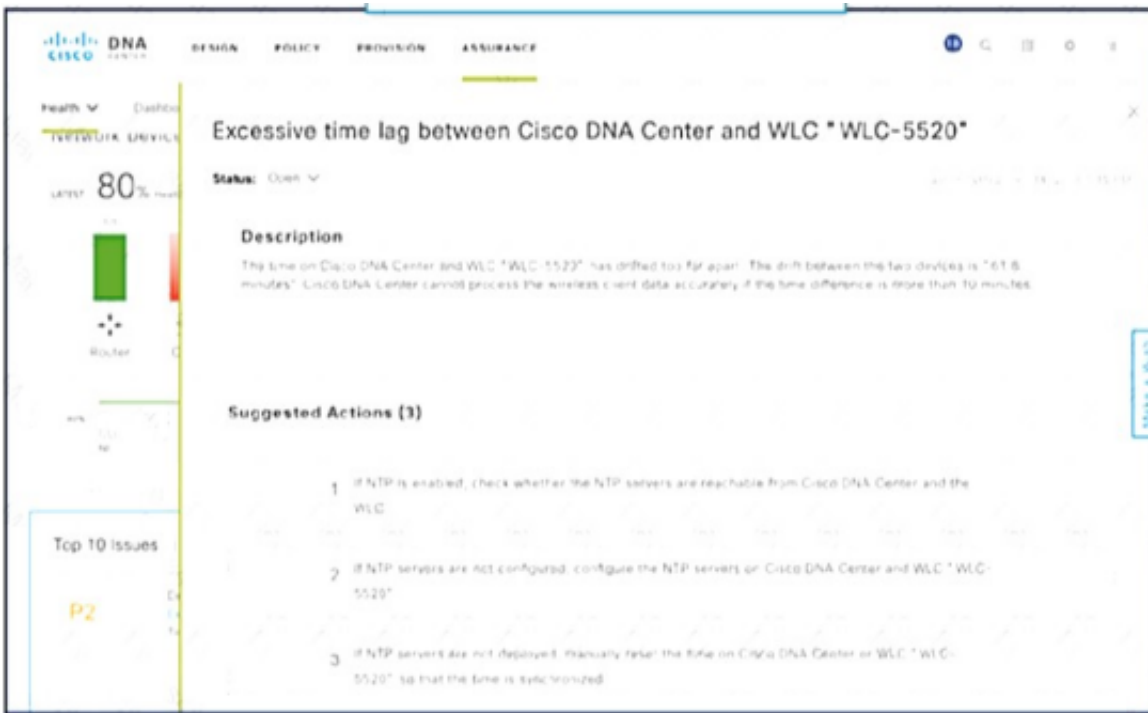 cisco DNA CENTER
DESIGN POLICY PROVISION ASSURANCE
Health Dashbo
Network Device
Excessive time lag between Cisco DNA Center and WLC "WLC-5520"
LATEST 80%
Status: Open
Description
The time on Cisco DNA Center and WLC "WLC-5520" has drifted too far apart. The drift between the two devices is "61.8
minutes". Cisco DNA Center cannot process the wireless client data accurately if the time difference is more than 10 minutes.
Router
Suggested Actions (3)
1 If NTP is enabled, check whether the NTP servers are reachable from Cisco DNA Center and the
WLC.
Top 10 Issues
2 If NTP servers are not configured, configure the NTP servers on Cisco DNA Center and WLC "WLC-
5520"
P2
3 If NTP servers are not deployed, manually reset the time on Cisco DNA Center or WLC "WLC-
5520" so that the time is synchronized